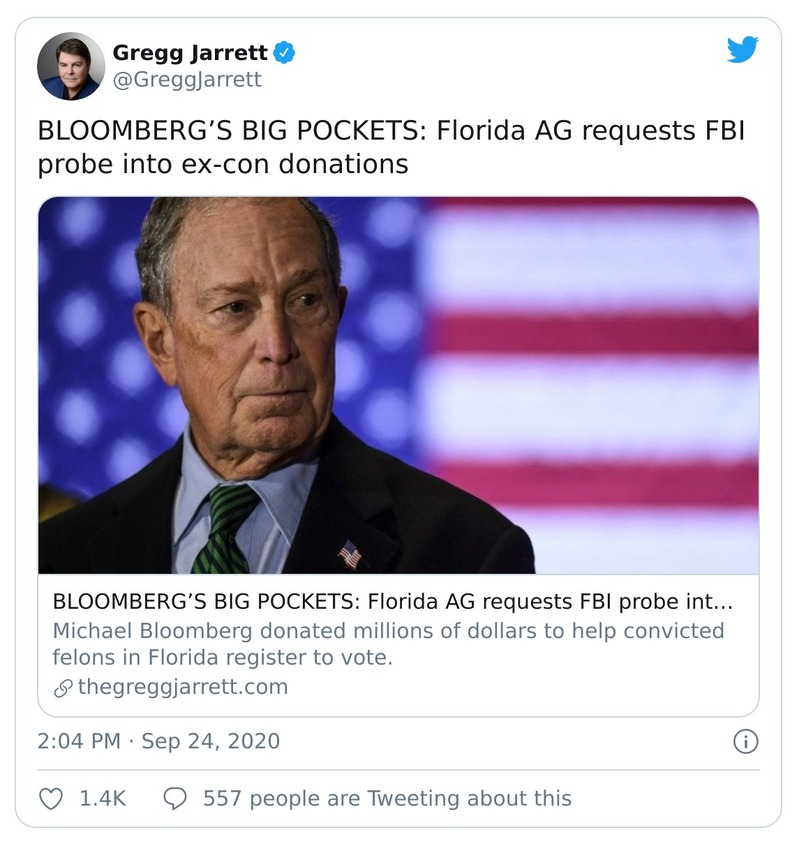 Gregg Jarrett
@GreggJarrett
BLOOMBERG’S BIG POCKETS: Florida AG requests FBI
probe into ex-con donations
BLOOMBERG’S BIG POCKETS: Florida AG requests FBI probe int…
Michael Bloomberg donated millions of dollars to help convicted
felons in Florida register to vote.
thegreggjarrett.com
2:04 PM · Sep 24, 2020
1.4K 557 people are Tweeting about this